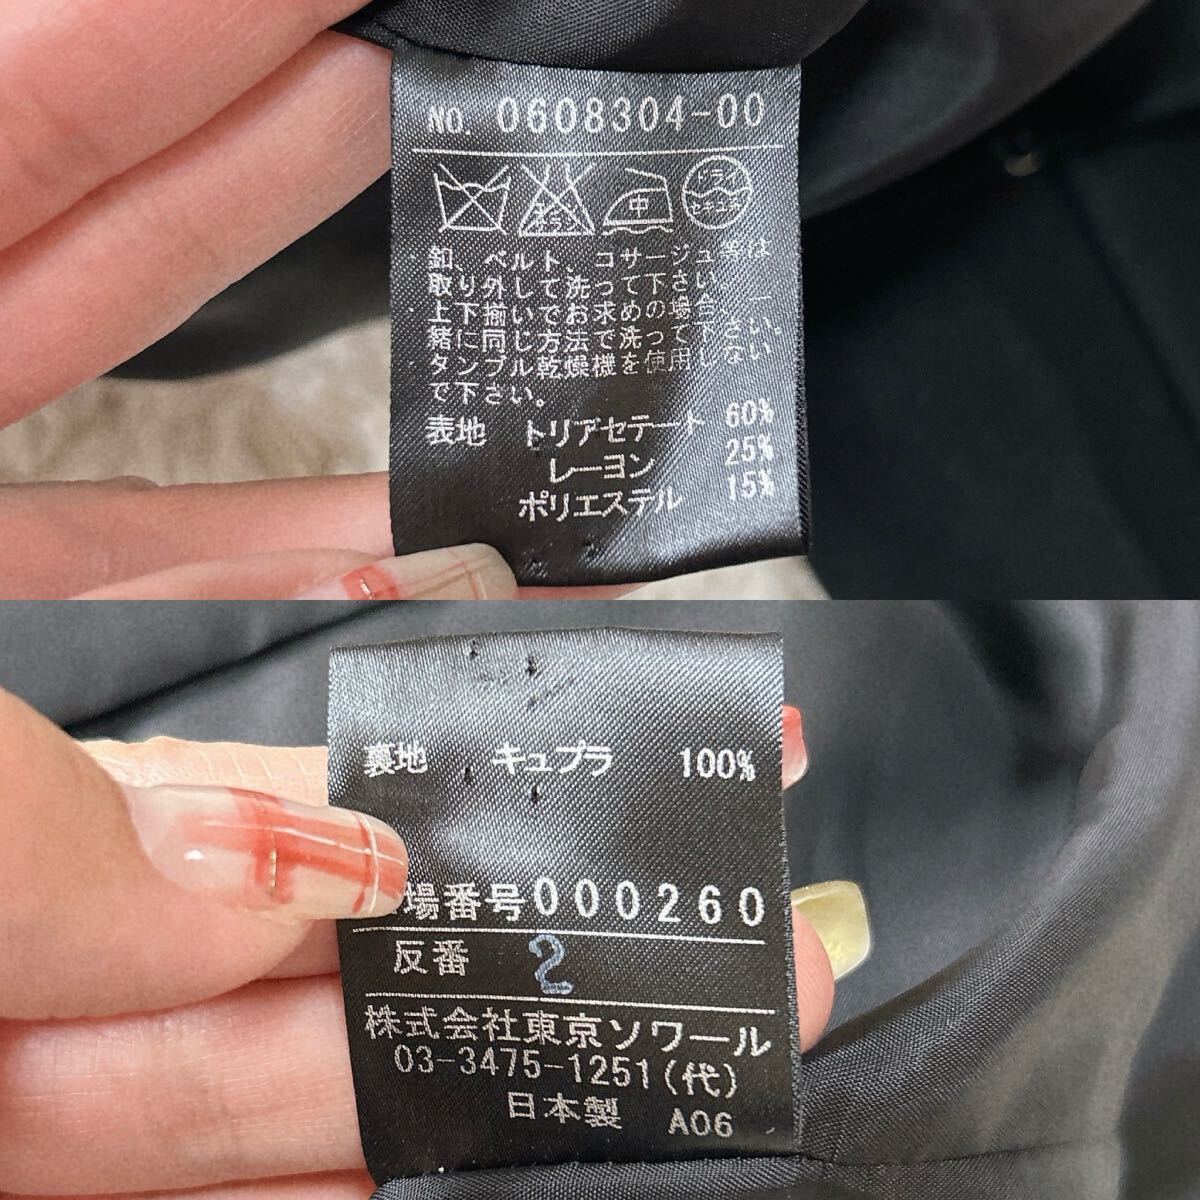 NO. 0608304-00
エンソ
サラシ
中
ドライ
セキユ系
釦、ベルト、コサージュ等は
取り外して洗って下さい。
上下揃いでお求めの場合、一
緒に同じ方法で洗って下さい。
タンブル乾燥機を使用しない
で下さい。
表地 トリアセテート 60%
レーヨン 25%
ポリエステル 15%
裏地 キュプラ 100%
場番号000260
反番 2
株式会社東京ソワール
03-3475-1251(代)
日本製 A06